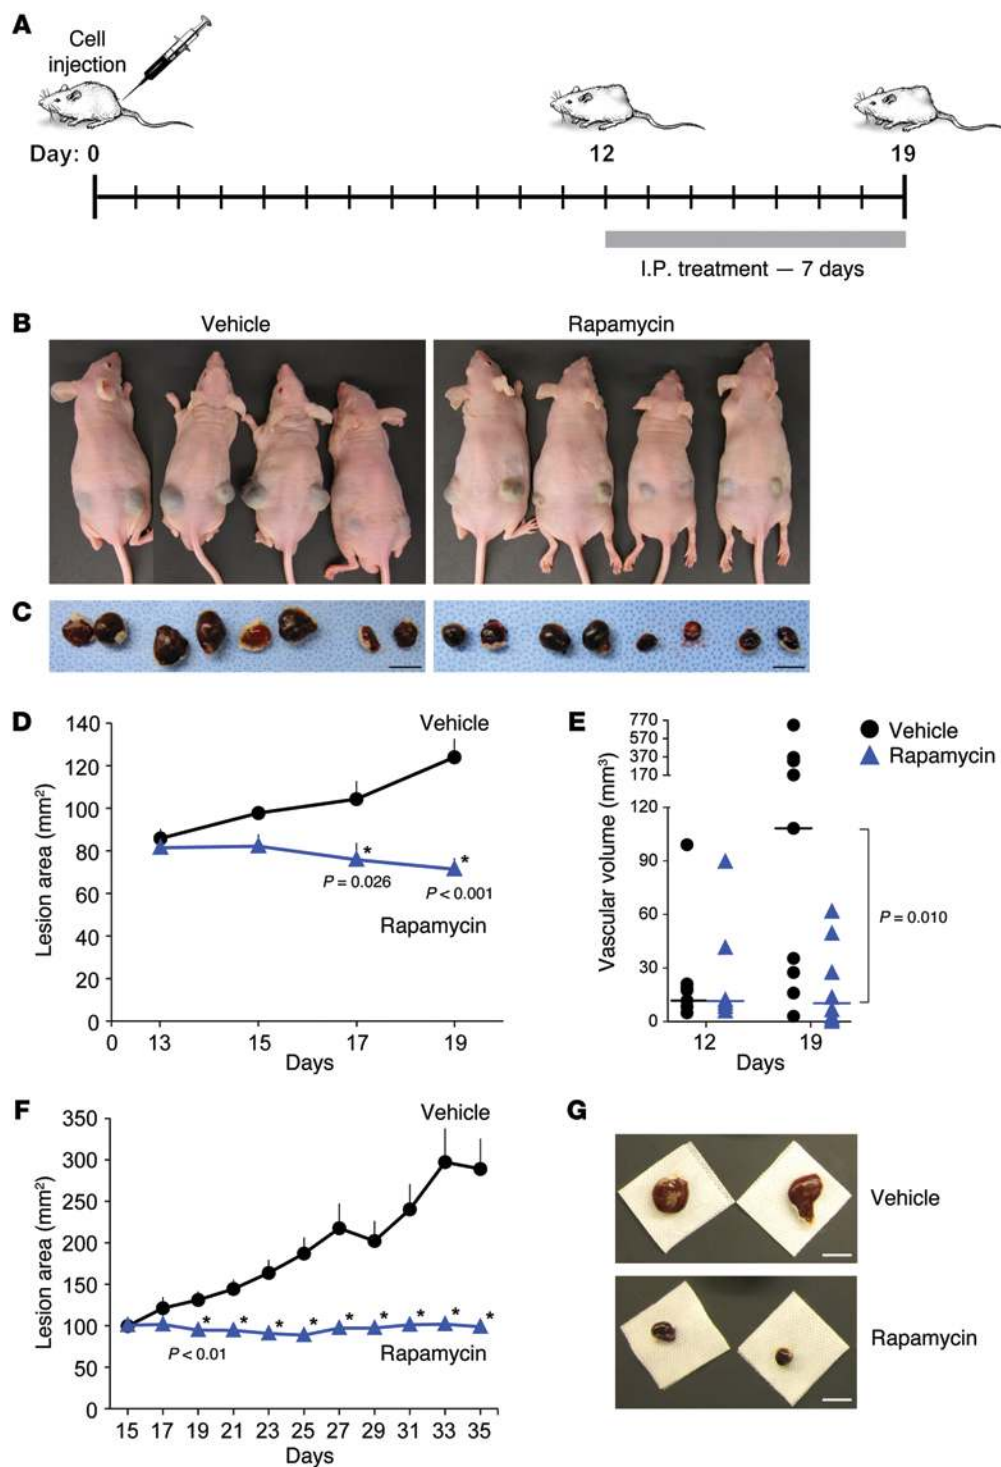 A
Cell
injection
Day: 0
12
19
I.P. treatment — 7 days
B
Vehicle
Rapamycin
C
D
140
120
100
80
60
40
20
0
Lesion area (mm²)
Vehicle
*
*
P = 0.026
P < 0.001
Rapamycin
0
13
15
17
19
Days
E
770
570
370
170
120
90
60
30
0
Vascular volume (mm³)
Vehicle
Rapamycin
P = 0.010
12
19
Days
F
350
300
250
200
150
100
50
0
Lesion area (mm²)
Vehicle
* * * * * * * * *
P < 0.01
Rapamycin
15 17 19 21 23 25 27 29 31 33 35
Days
G
Vehicle
Rapamycin